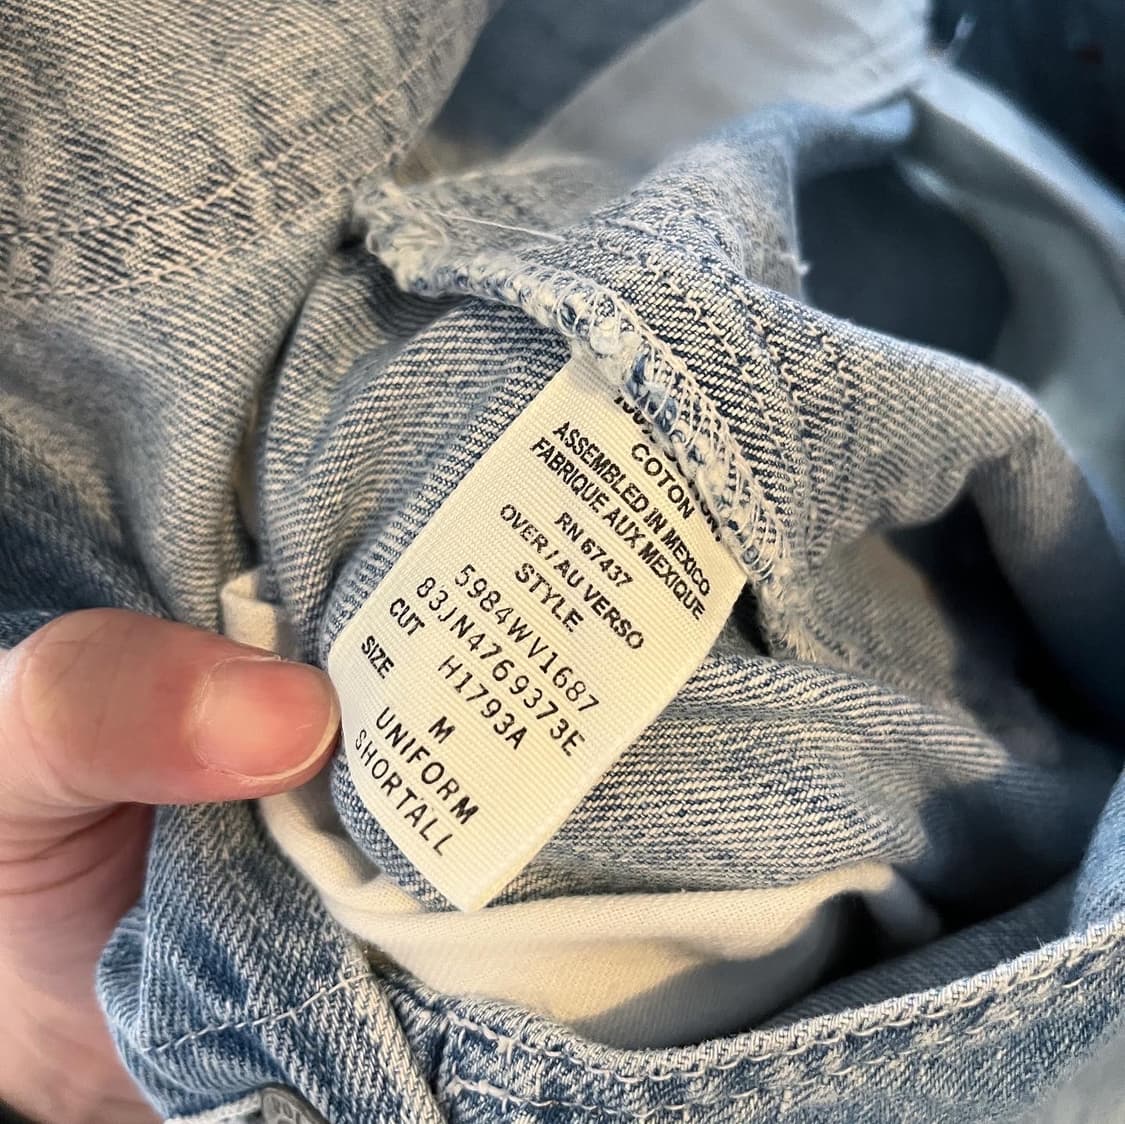 COTTON
COTON
ASSEMBLED IN MEXICO
FABRIQUE AUX MEXIQUE
RN 67437
OVER / AU VERSO
STYLE
5984WV1687
83JN4769373E
CUT
H1793A
SIZE
M
UNIFORM
SHORTALL